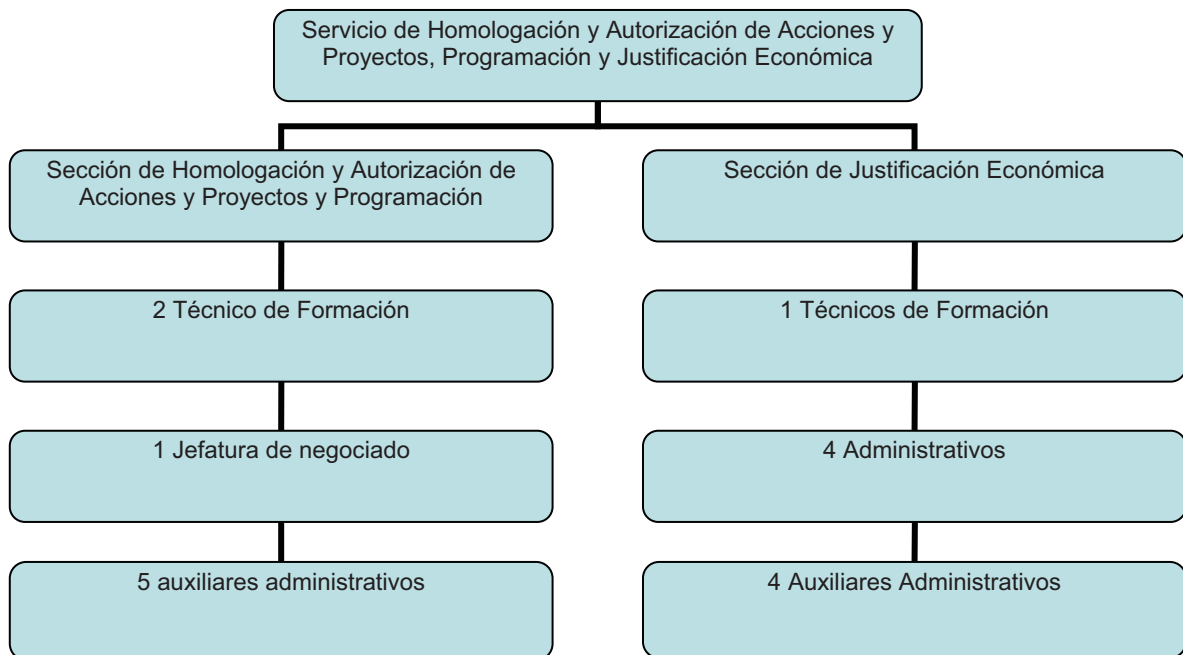 Servicio de Homologación y Autorización de Acciones y
Proyectos, Programación y Justificación Económica
Sección de Homologación y Autorización de
Acciones y Proyectos y Programación
Sección de Justificación Económica
2 Técnico de Formación
1 Técnicos de Formación
1 Jefatura de negociado
4 Administrativos
5 auxiliares administrativos
4 Auxiliares Administrativos